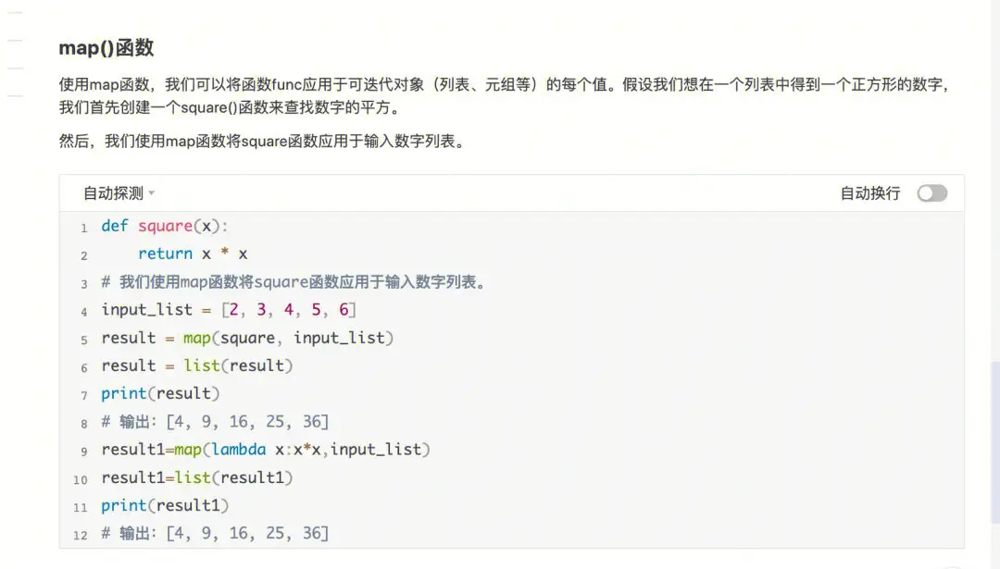 map()函数
使用map函数，我们可以将函数func应用于可迭代对象（列表、元组等）的每个值。假设我们想在一个列表中得到一个正方形的数字，
我们首先创建一个square()函数来查找数字的平方。
然后，我们使用map函数将square函数应用于输入数字列表。
自动探测 自动换行
1 def square(x):
2     return x * x
3 # 我们使用map函数将square函数应用于输入数字列表。
4 input_list = [2, 3, 4, 5, 6]
5 result = map(square, input_list)
6 result = list(result)
7 print(result)
8 # 输出：[4, 9, 16, 25, 36]
9 result1=map(lambda x:x*x,input_list)
10 result1=list(result1)
11 print(result1)
12 # 输出：[4, 9, 16, 25, 36]